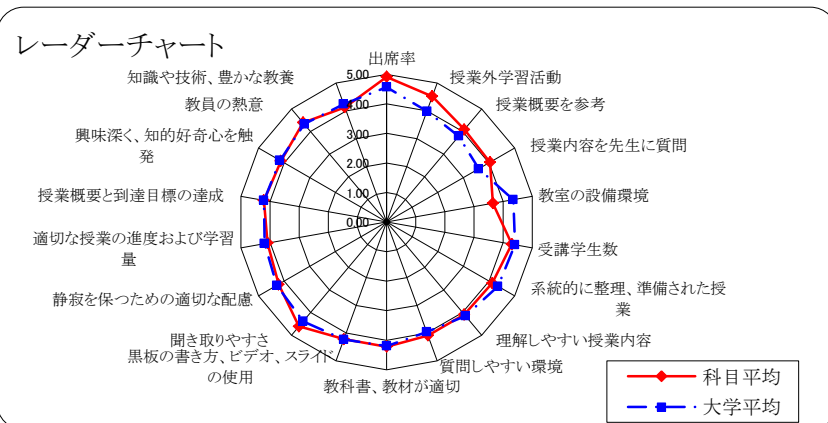 レーダーチャート
出席率
授業外学習活動
授業概要を参考
授業内容を先生に質問
教室の設備環境
受講学生数
系統的に整理、準備された授
業
理解しやすい授業内容
質問しやすい環境
教科書、教材が適切
黒板の書き方、ビデオ、スライド
の使用
聞き取りやすさ
静寂を保つための適切な配慮
適切な授業の進度および学習
量
授業概要と到達目標の達成
興味深く、知的好奇心を触
発
教員の熱意
知識や技術、豊かな教養
5.00
4.00
3.00
2.00
1.00
0.00
科目平均
大学平均